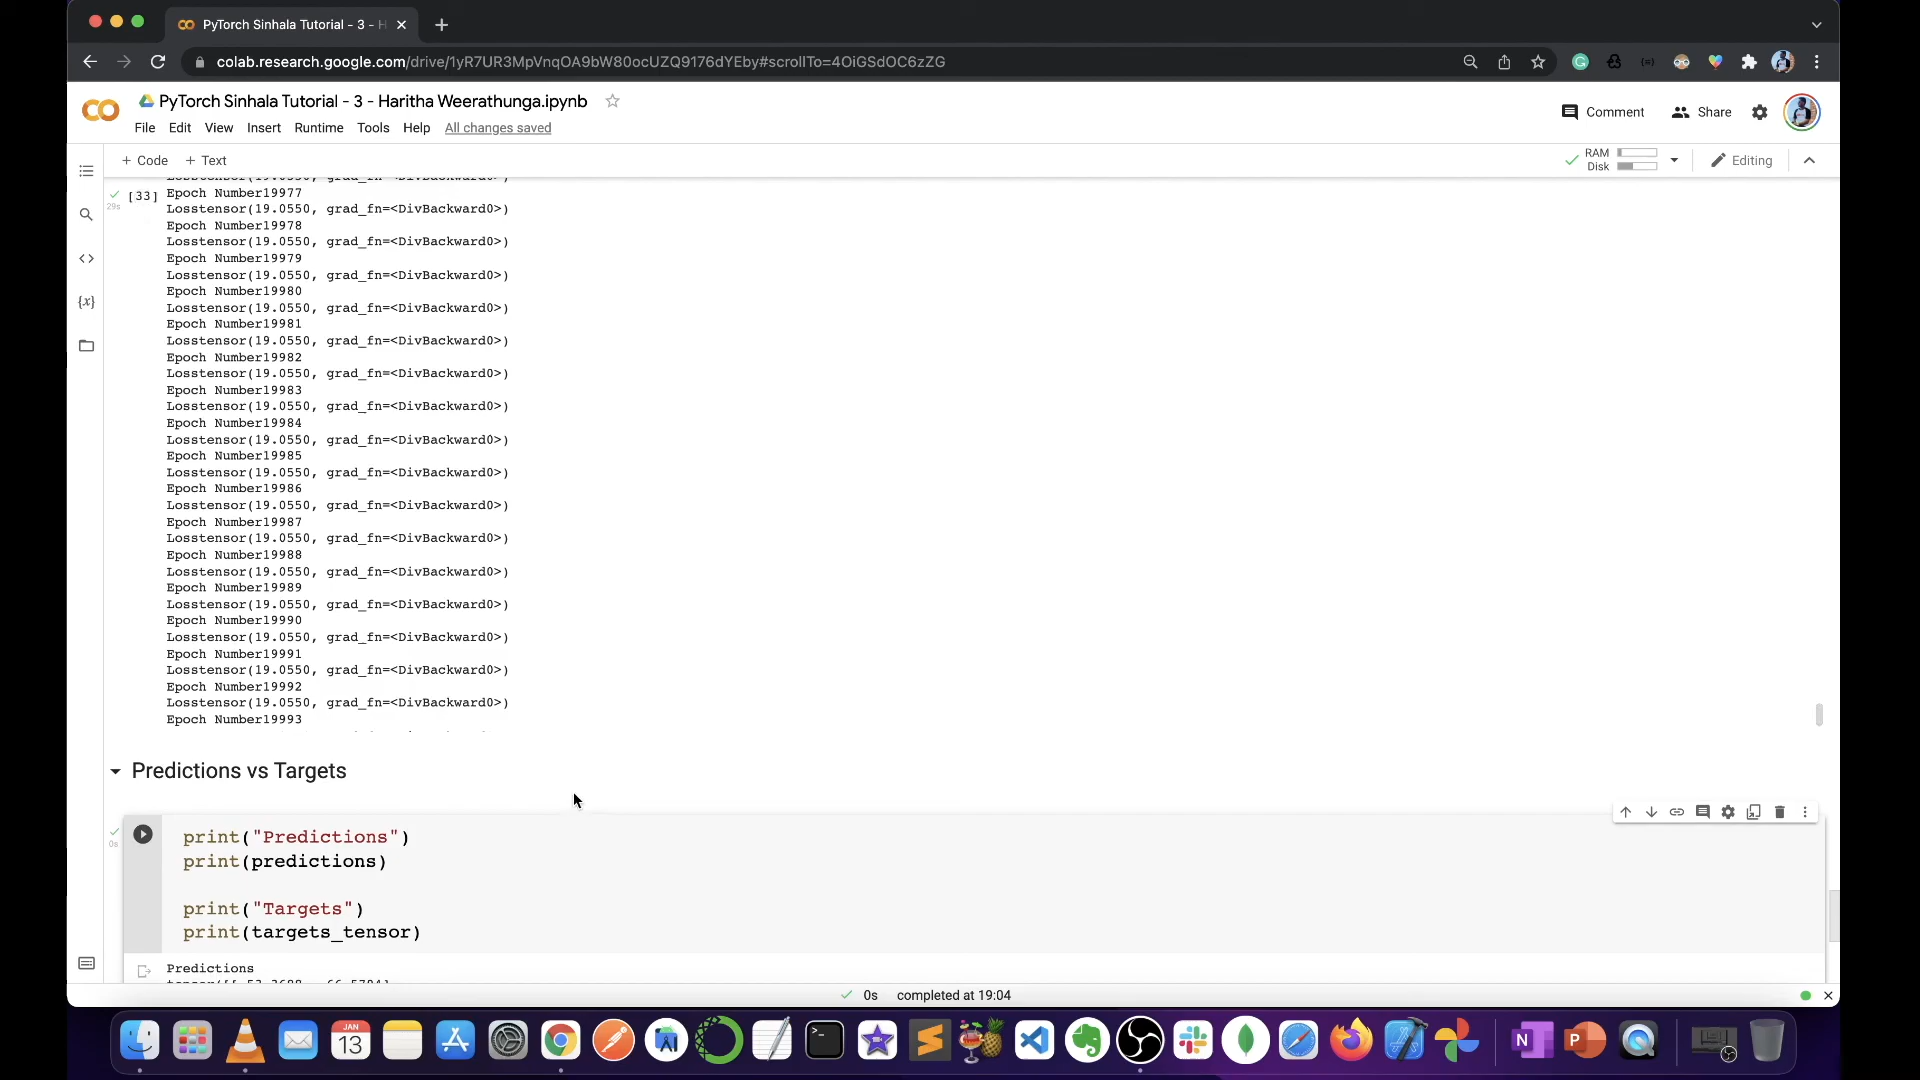 PyTorch Sinhala Tutorial - 3 - H
colab.research.google.com/drive/1yR7UR3MpVnqOA9bW80ocUZQ9176dYEby#scrollTo=4OiGSdOC6zZG
PyTorch Sinhala Tutorial - 3 - Haritha Weerathunga.ipynb
Comment
Share
File Edit View Insert Runtime Tools Help All changes saved
+ Code + Text
RAM
Disk
Editing
[33]
29s
Epoch Number19977
Losstensor(19.0550, grad_fn=<DivBackward0>)
Epoch Number19978
Losstensor(19.0550, grad_fn=<DivBackward0>)
Epoch Number19979
Losstensor(19.0550, grad_fn=<DivBackward0>)
Epoch Number19980
Losstensor(19.0550, grad_fn=<DivBackward0>)
Epoch Number19981
Losstensor(19.0550, grad_fn=<DivBackward0>)
Epoch Number19982
Losstensor(19.0550, grad_fn=<DivBackward0>)
Epoch Number19983
Losstensor(19.0550, grad_fn=<DivBackward0>)
Epoch Number19984
Losstensor(19.0550, grad_fn=<DivBackward0>)
Epoch Number19985
Losstensor(19.0550, grad_fn=<DivBackward0>)
Epoch Number19986
Losstensor(19.0550, grad_fn=<DivBackward0>)
Epoch Number19987
Losstensor(19.0550, grad_fn=<DivBackward0>)
Epoch Number19988
Losstensor(19.0550, grad_fn=<DivBackward0>)
Epoch Number19989
Losstensor(19.0550, grad_fn=<DivBackward0>)
Epoch Number19990
Losstensor(19.0550, grad_fn=<DivBackward0>)
Epoch Number19991
Losstensor(19.0550, grad_fn=<DivBackward0>)
Epoch Number19992
Losstensor(19.0550, grad_fn=<DivBackward0>)
Epoch Number19993
Predictions vs Targets
0s
print("Predictions")
print(predictions)
print("Targets")
print(targets_tensor)
Predictions
0s completed at 19:04
JAN
13
N
P